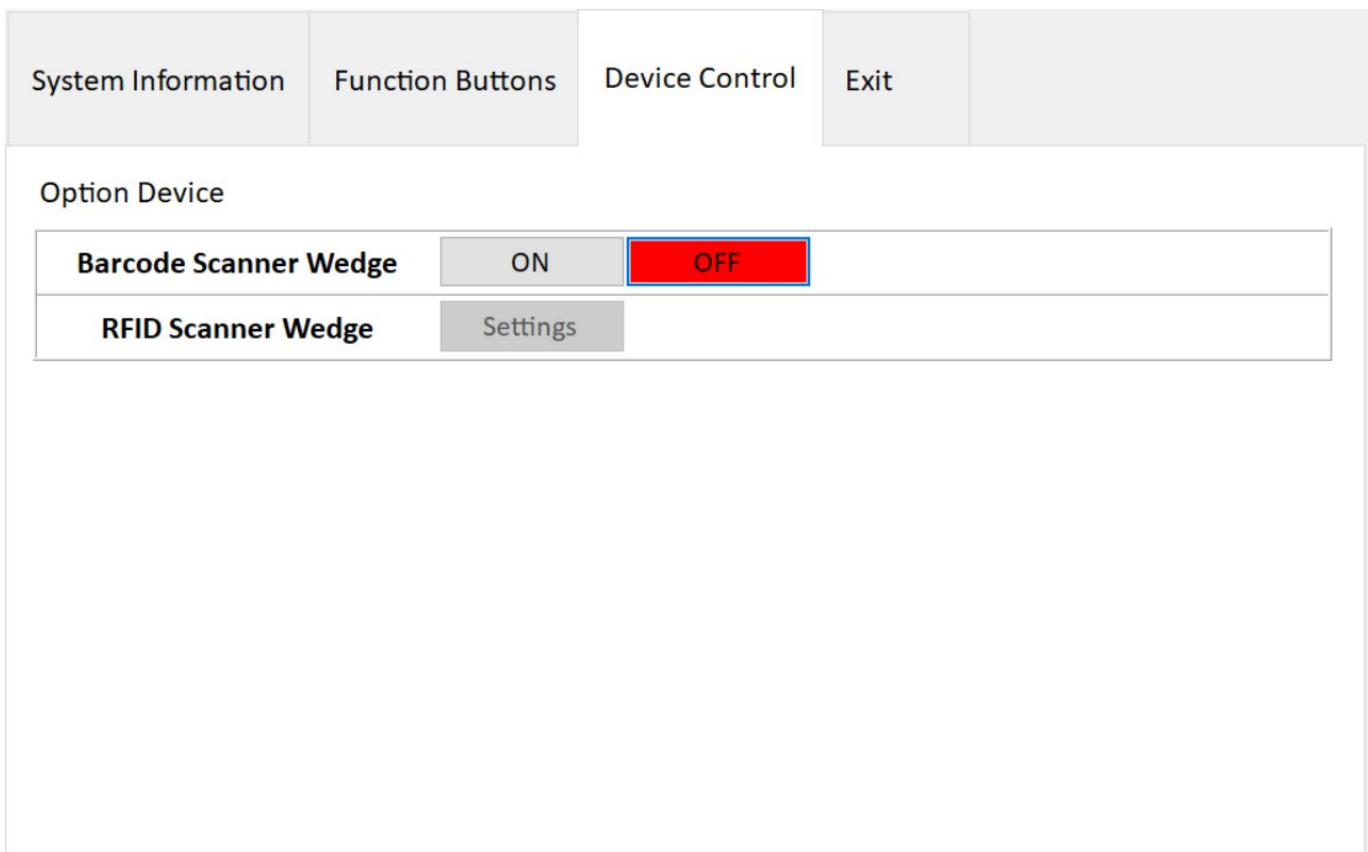 System Information Function Buttons Device Control Exit
Option Device
Barcode Scanner Wedge ON OFF
RFID Scanner Wedge Settings